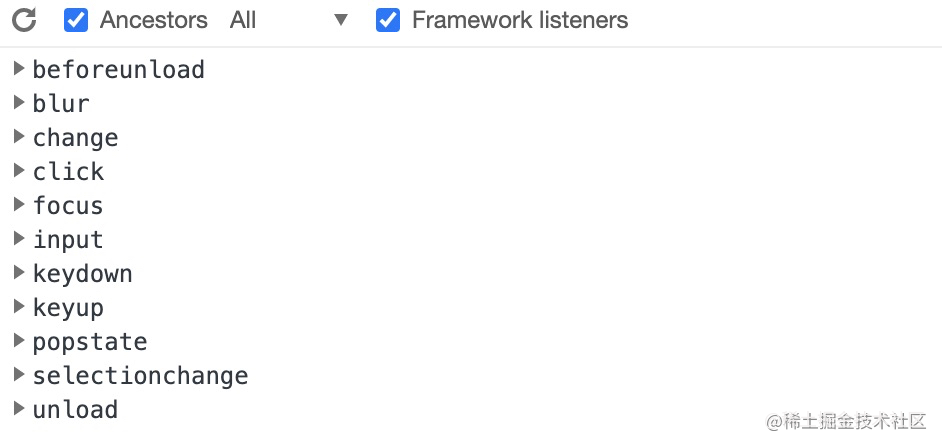 Ancestors All Framework listeners
beforeunload
blur
change
click
focus
input
keydown
keyup
popstate
selectionchange
unload
@稀土掘金技术社区